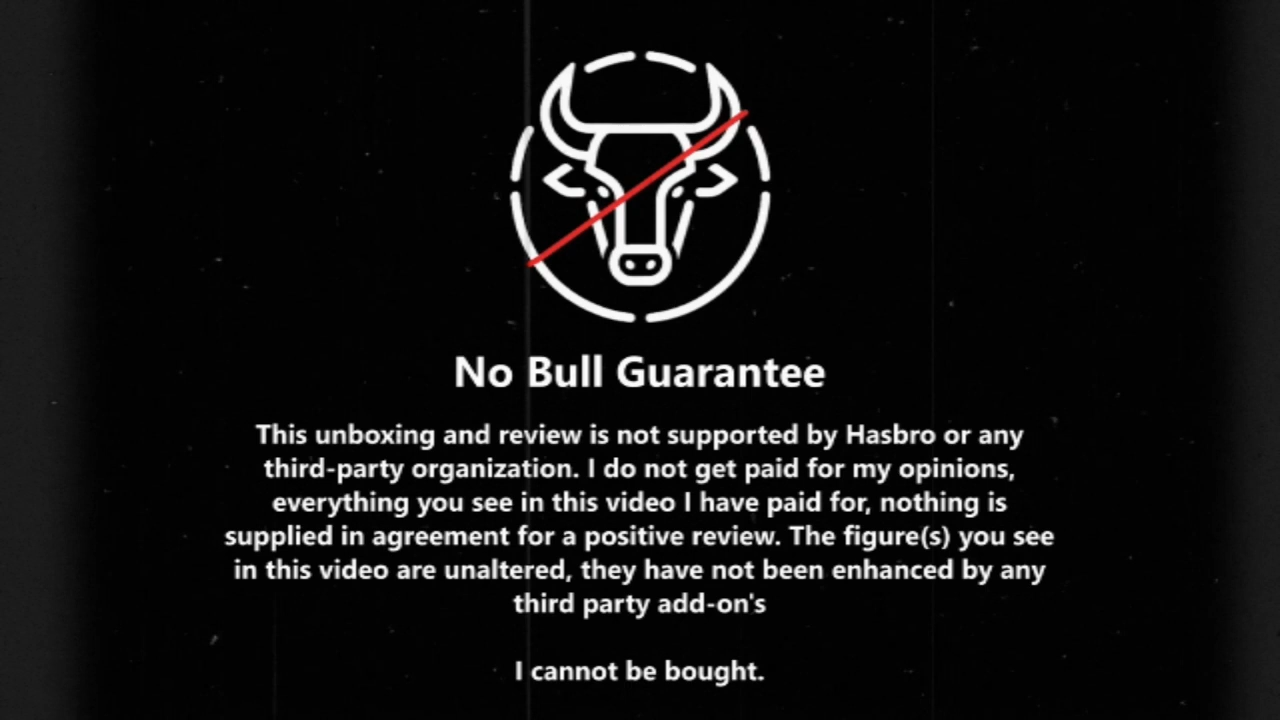 No Bull Guarantee
This unboxing and review is not supported by Hasbro or any
third-party organization. I do not get paid for my opinions,
everything you see in this video I have paid for, nothing is
supplied in agreement for a positive review. The figure(s) you see
in this video are unaltered, they have not been enhanced by any
third party add-on's
I cannot be bought.